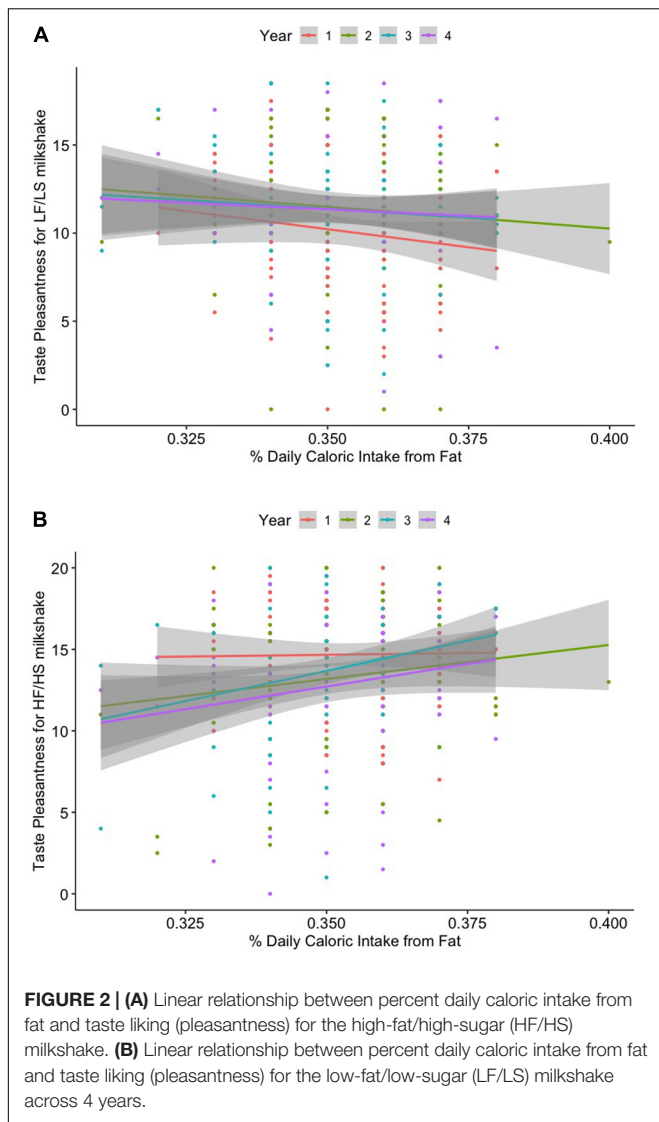 A
Year 1 2 3 4
Taste Pleasantness for LF/LS milkshake
15
10
5
0
0.325 0.350 0.375 0.400
% Daily Caloric Intake from Fat
B
Year 1 2 3 4
Taste Pleasantness for HF/HS milkshake
20
15
10
5
0
0.325 0.350 0.375 0.400
% Daily Caloric Intake from Fat
FIGURE 2 | (A) Linear relationship between percent daily caloric intake from
fat and taste liking (pleasantness) for the high-fat/high-sugar (HF/HS)
milkshake. (B) Linear relationship between percent daily caloric intake from fat
and taste liking (pleasantness) for the low-fat/low-sugar (LF/LS) milkshake
across 4 years.